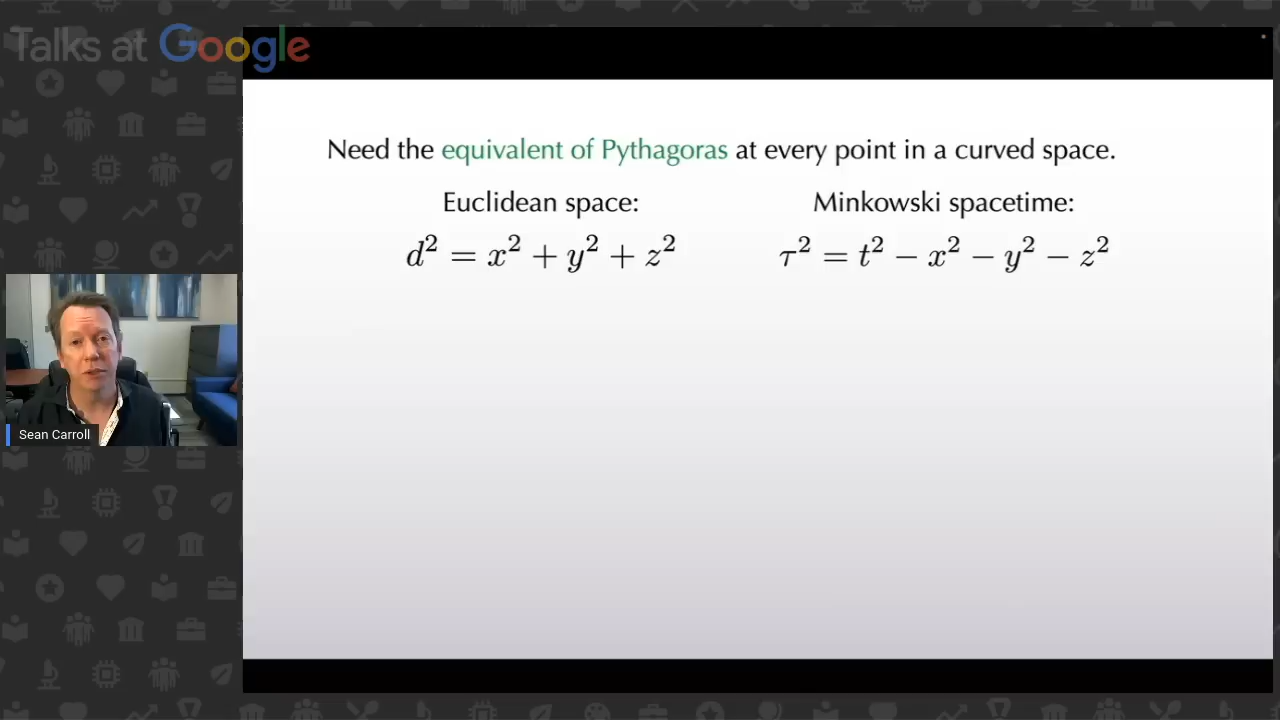 Talks at Google
Need the equivalent of Pythagoras at every point in a curved space.
Euclidean space:
Minkowski spacetime:
d² = x² + y² + z²
τ² = t² − x² − y² − z²
Sean Carroll